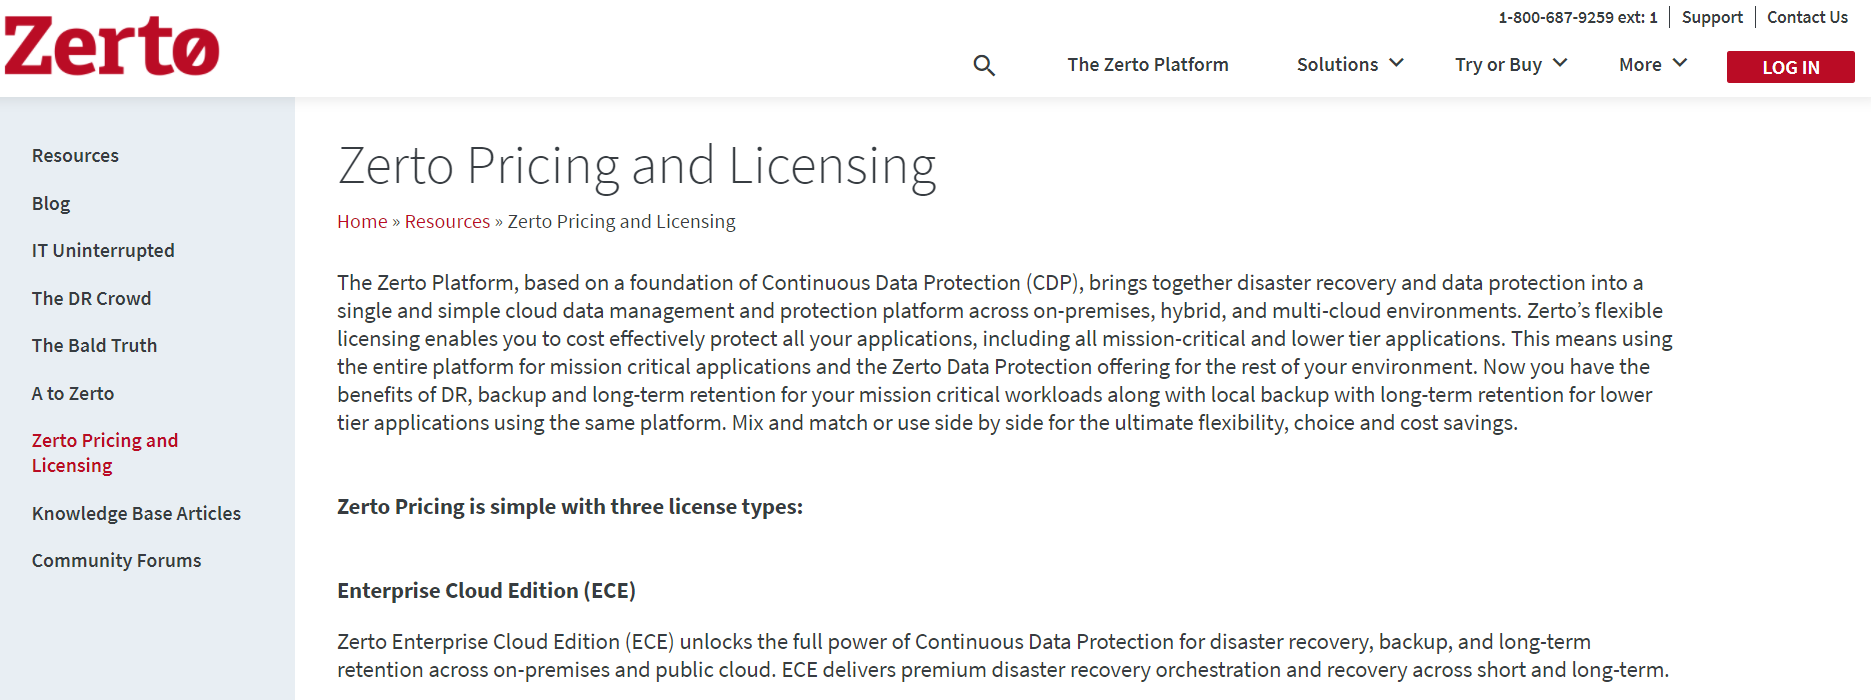 Zerto
1-800-687-9259 ext: 1 | Support | Contact Us
The Zerto Platform
Solutions
Try or Buy
More
LOG IN
Resources
Blog
IT Uninterrupted
The DR Crowd
The Bald Truth
A to Zerto
Zerto Pricing and
Licensing
Knowledge Base Articles
Community Forums
Zerto Pricing and Licensing
Home » Resources » Zerto Pricing and Licensing
The Zerto Platform, based on a foundation of Continuous Data Protection (CDP), brings together disaster recovery and data protection into a
single and simple cloud data management and protection platform across on-premises, hybrid, and multi-cloud environments. Zerto’s flexible
licensing enables you to cost effectively protect all your applications, including all mission-critical and lower tier applications. This means using
the entire platform for mission critical applications and the Zerto Data Protection offering for the rest of your environment. Now you have the
benefits of DR, backup and long-term retention for your mission critical workloads along with local backup with long-term retention for lower
tier applications using the same platform. Mix and match or use side by side for the ultimate flexibility, choice and cost savings.
Zerto Pricing is simple with three license types:
Enterprise Cloud Edition (ECE)
Zerto Enterprise Cloud Edition (ECE) unlocks the full power of Continuous Data Protection for disaster recovery, backup, and long-term
retention across on-premises and public cloud. ECE delivers premium disaster recovery orchestration and recovery across short and long-term.